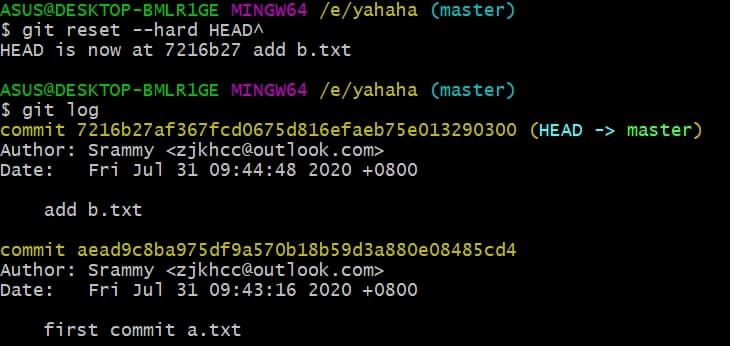 ASUS@DESKTOP-BMLR1GE MINGW64 /e/yahaha (master)
$ git reset --hard HEAD^
HEAD is now at 7216b27 add b.txt
ASUS@DESKTOP-BMLR1GE MINGW64 /e/yahaha (master)
$ git log
commit 7216b27af367fcd0675d816efaeb75e013290300 (HEAD -> master)
Author: Srammy <zjkhcc@outlook.com>
Date:   Fri Jul 31 09:44:48 2020 +0800
    add b.txt
commit aead9c8ba975df9a570b18b59d3a880e08485cd4
Author: Srammy <zjkhcc@outlook.com>
Date:   Fri Jul 31 09:43:16 2020 +0800
    first commit a.txt